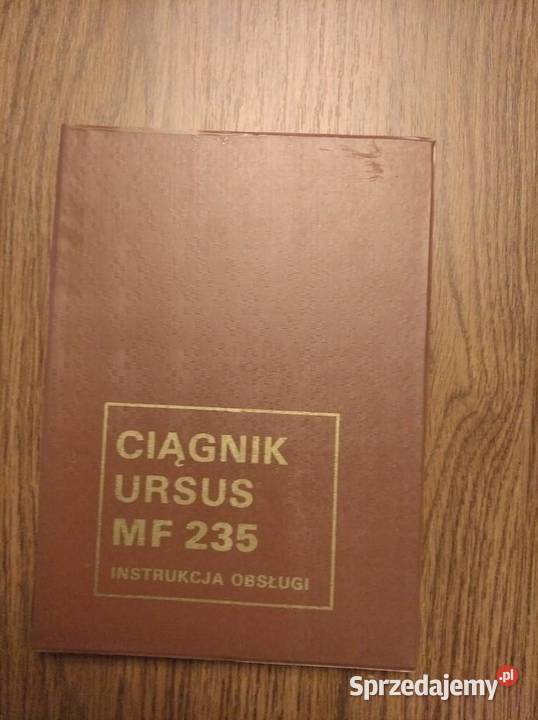 CIĄGNIK
URSUS
MF 235
INSTRUKCJA OBSŁUGI
Sprzedajemy.pl